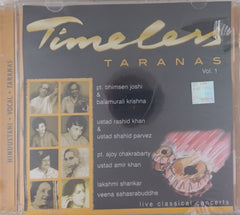 Timeless
TARANAS
Vol. 1
pt. bhimsen joshi
& balamurali krishna
ustad rashid khan
&
ustad shahid parvez
pt. ajoy chakrabarty
ustad amir khan
lakshmi shankar
veena sahasrabuddhe
live classical concerts
HINDUSTANI • VOCAL • TARANAS